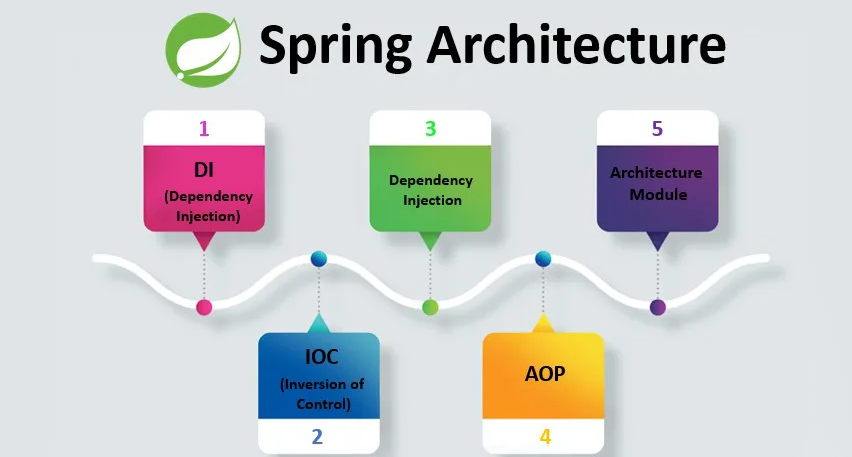 Spring Architecture
1
DI
(Dependency
Injection)
IOC
(Inversion of
Control)
2
3
Dependency
Injection
AOP
4
5
Architecture
Module